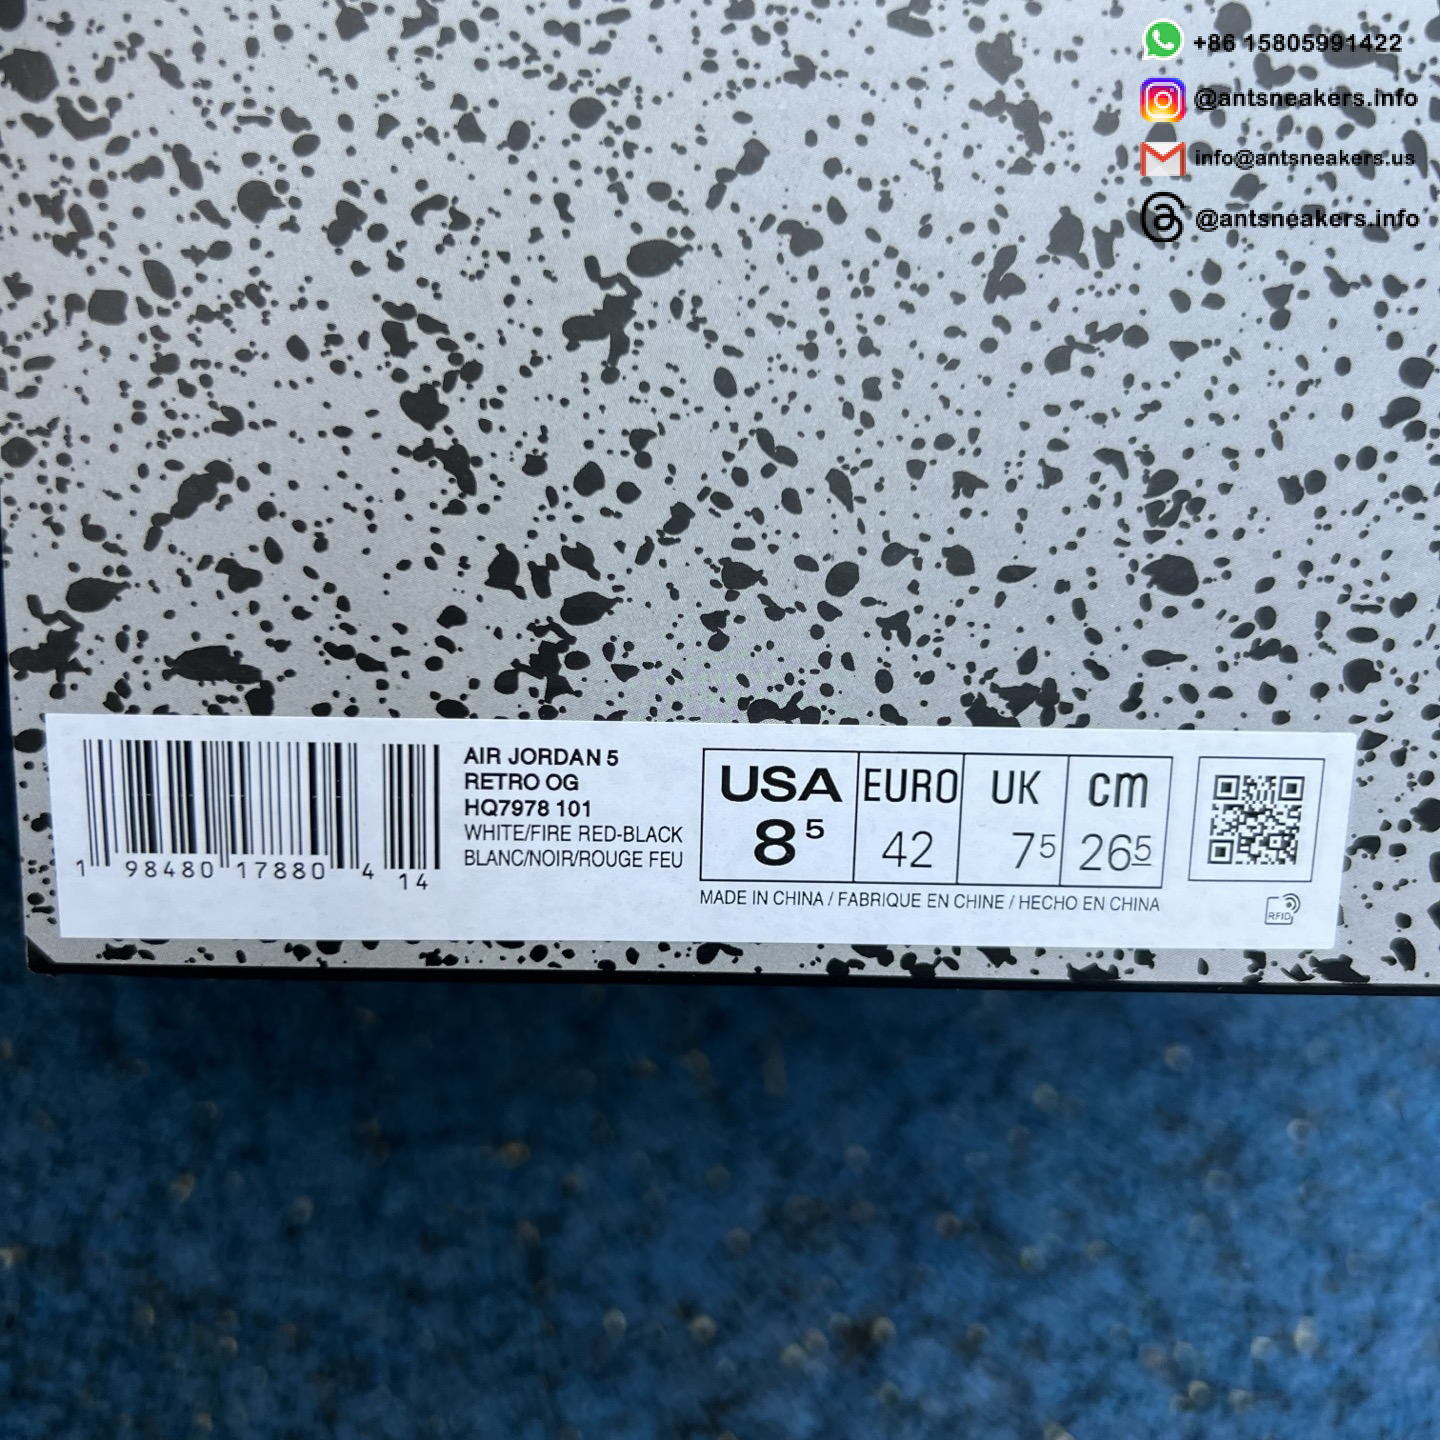 +86 15805991422
@antsneakers.info
info@antsneakers.us
@antsneakers.info
AIR JORDAN 5
RETRO OG
HQ7978 101
WHITE/FIRE RED-BLACK
BLANC/NOIR/ROUGE FEU
1 98480 17880 4 14
USA EURO UK cm
8 5 42 7 5 26 5
MADE IN CHINA / FABRIQUE EN CHINE / HECHO EN CHINA
RFID